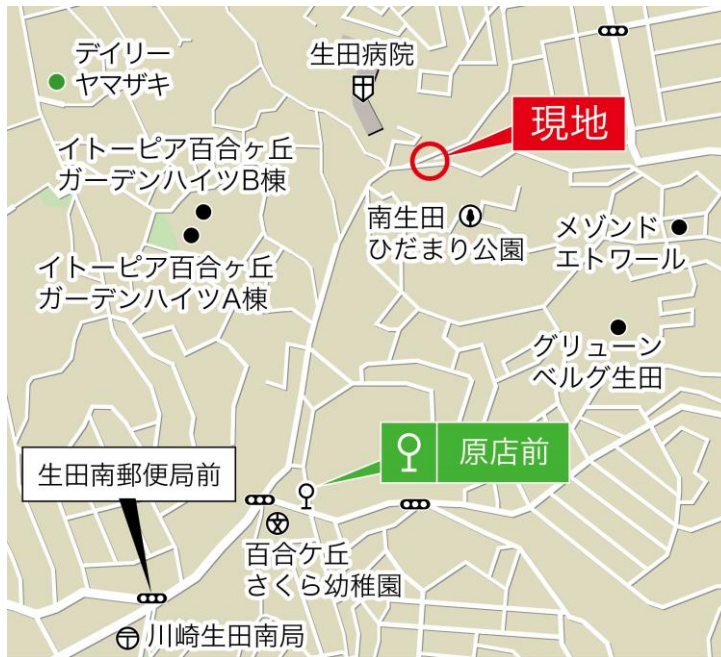 デイリー
ヤマザキ
生田病院
現地
イトーピア百合ヶ丘
ガーデンハイツB棟
南生田
ひだまり公園
メゾンド
エトワール
イトーピア百合ヶ丘
ガーデンハイツA棟
グリューン
ベルグ生田
原店前
生田南郵便局前
百合ケ丘
さくら幼稚園
川崎生田南局